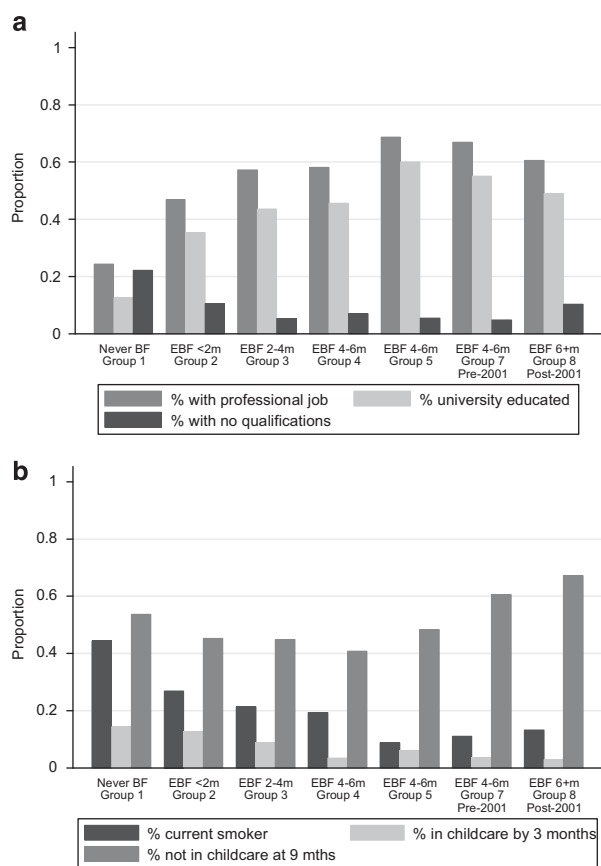 a
1
0.8
0.6
0.4
0.2
0
Proportion
Never BF EBF <2m EBF 2-4m EBF 4-6m EBF 4-6m EBF 4-6m EBF 6+m
Group 1 Group 2 Group 3 Group 4 Group 5 Group 7 Group 8
Pre-2001 Post-2001
% with professional job % university educated
% with no qualifications
b
1
0.8
0.6
0.4
0.2
0
Proportion
Never BF EBF <2m EBF 2-4m EBF 4-6m EBF 4-6m EBF 4-6m EBF 6+m
Group 1 Group 2 Group 3 Group 4 Group 5 Group 7 Group 8
Pre-2001 Post-2001
% current smoker % in childcare by 3 months
% not in childcare at 9 mths